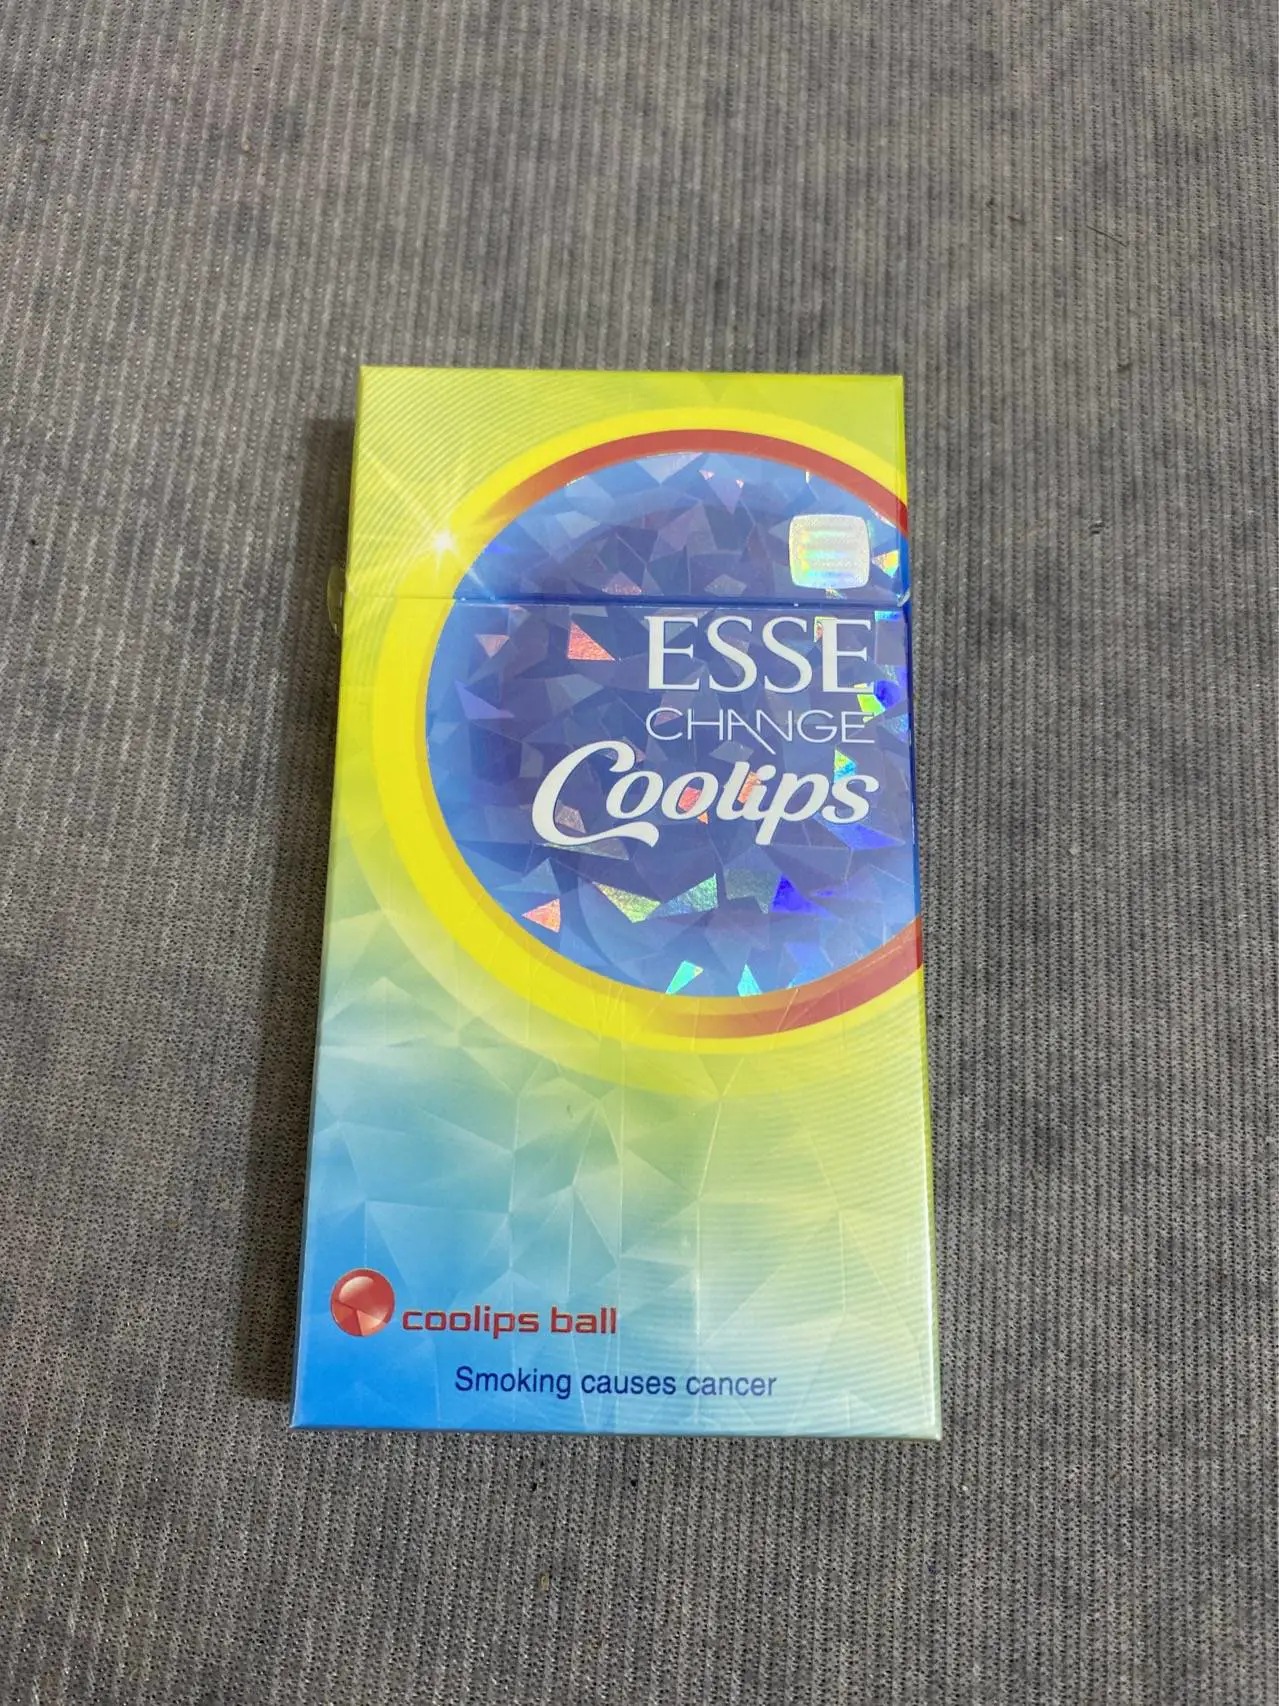 ESSE
CHANGE
Coolips
coolips ball
Smoking causes cancer